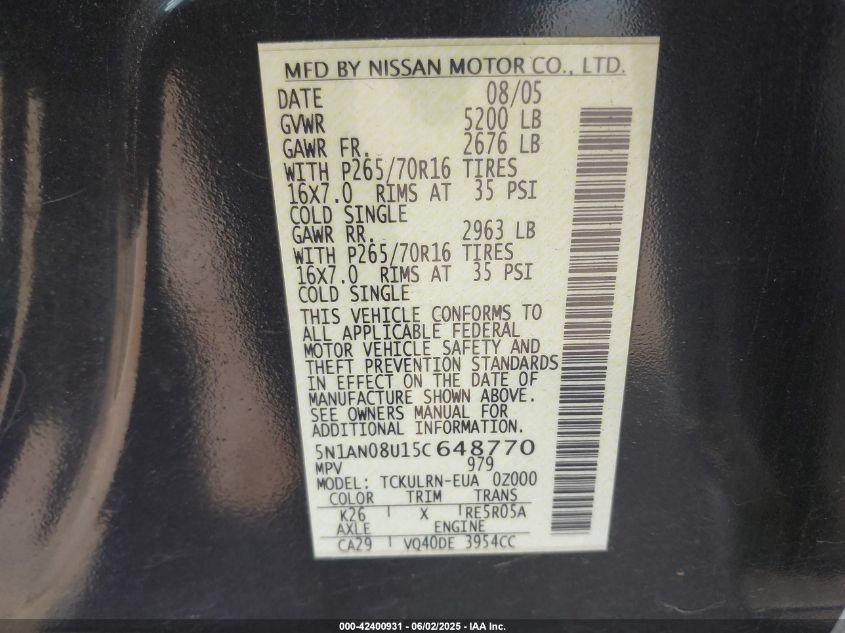 MFD BY NISSAN MOTOR CO., LTD.
DATE 08/05
GVWR 5200 LB
GAWR FR. 2676 LB
WITH P265/70R16 TIRES
16X7.0 RIMS AT 35 PSI
COLD SINGLE
GAWR RR. 2963 LB
WITH P265/70R16 TIRES
16X7.0 RIMS AT 35 PSI
COLD SINGLE
THIS VEHICLE CONFORMS TO
ALL APPLICABLE FEDERAL
MOTOR VEHICLE SAFETY AND
THEFT PREVENTION STANDARDS
IN EFFECT ON THE DATE OF
MANUFACTURE SHOWN ABOVE.
SEE OWNERS MANUAL FOR
ADDITIONAL INFORMATION.
5N1AN08U15C648770
MPV 979
MODEL: TCKULRN-EUA 0Z000
COLOR TRIM TRANS
K26 X RE5R05A
AXLE ENGINE
CA29 VQ40DE 3954CC
000-42400931 - 06/02/2025 - IAA Inc.